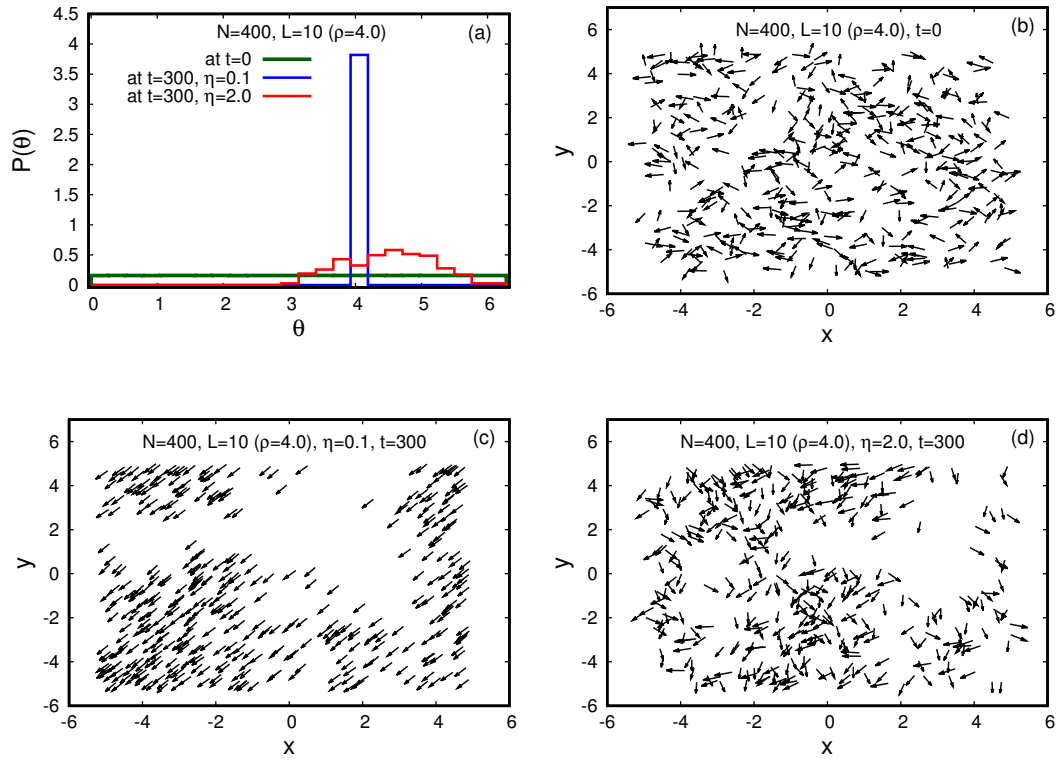 N=400, L=10 (ρ=4.0)
(a)
at t=0
at t=300, η=0.1
at t=300, η=2.0
P(θ)
4.5
4
3.5
3
2.5
2
1.5
1
0.5
0
0 1 2 3 4 5 6
θ
N=400, L=10 (ρ=4.0), t=0
(b)
y
6
4
2
0
-2
-4
-6
-6 -4 -2 0 2 4 6
x
N=400, L=10 (ρ=4.0), η=0.1, t=300
(c)
y
6
4
2
0
-2
-4
-6
-6 -4 -2 0 2 4 6
x
N=400, L=10 (ρ=4.0), η=2.0, t=300
(d)
y
6
4
2
0
-2
-4
-6
-6 -4 -2 0 2 4 6
x